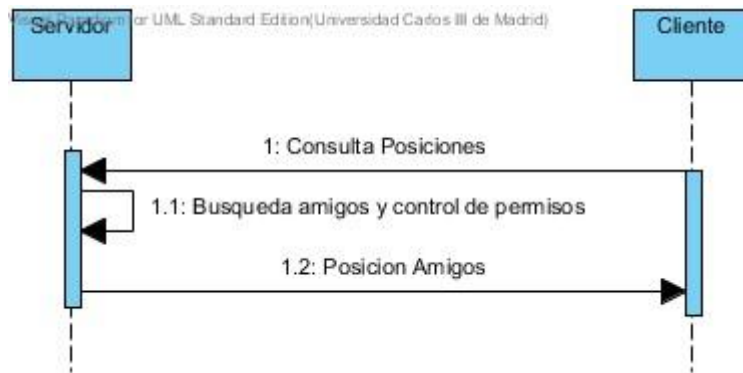 for UML Standard Edition(Universidad Carlos III de Madrid)
Servidor
Cliente
1: Consulta Posiciones
1.1: Busqueda amigos y control de permisos
1.2: Posicion Amigos